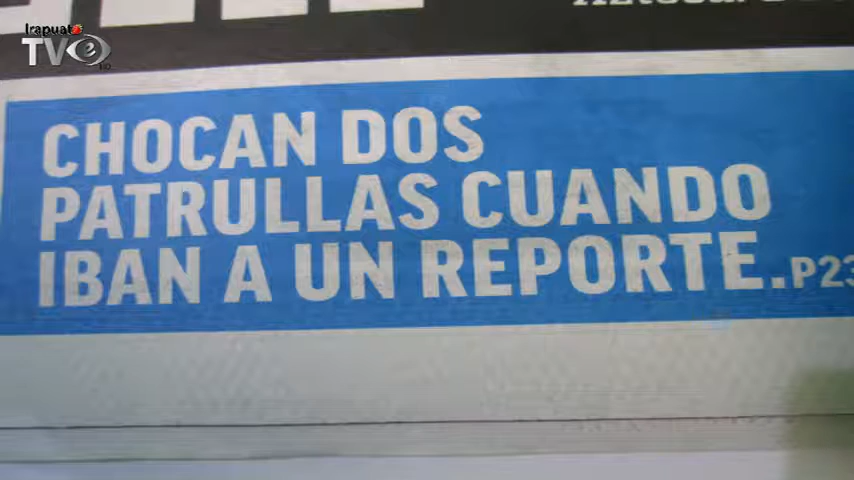 Irapuato
TVe
CHOCAN DOS
PATRULLAS CUANDO
IBAN A UN REPORTE.P23